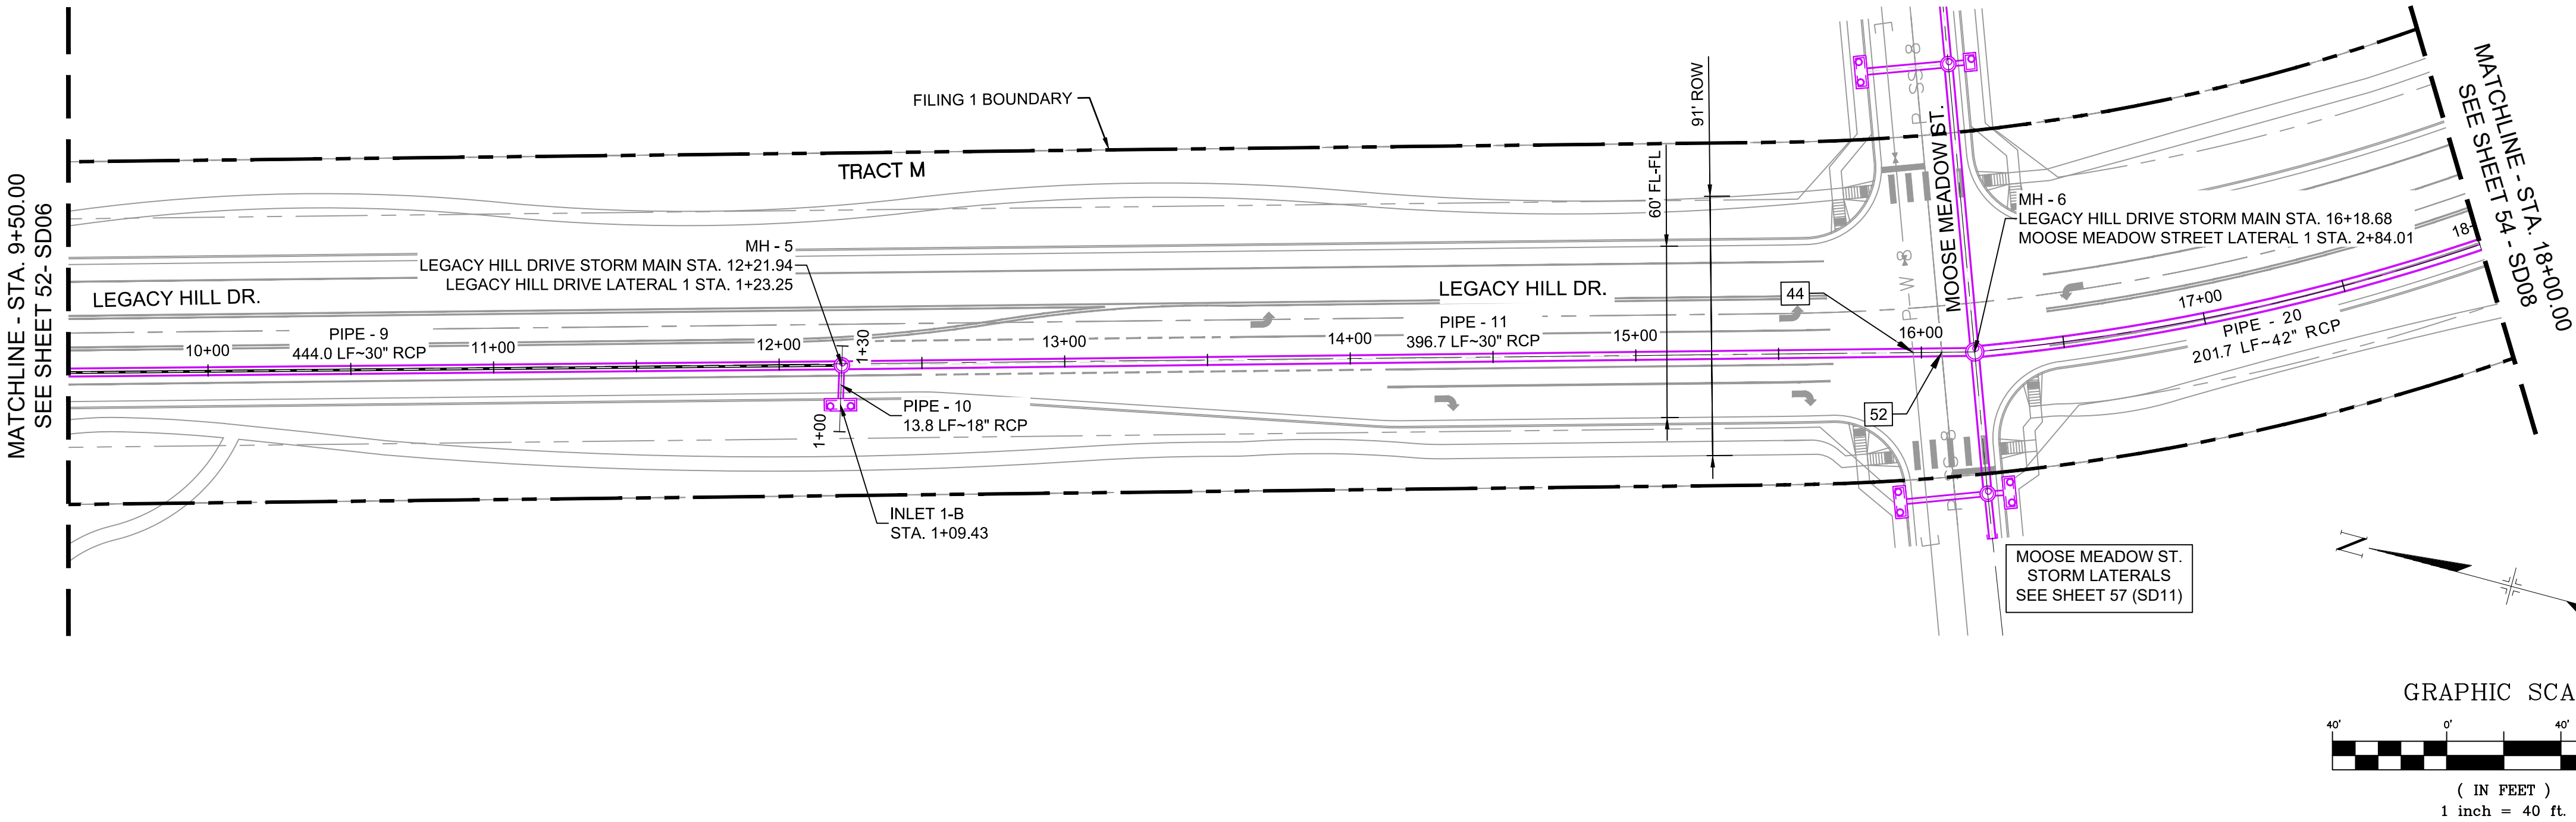 MATCHLINE - STA. 9+50.00
SEE SHEET 52- SD06
FILING 1 BOUNDARY
TRACT M
LEGACY HILL DR.
MH - 5
LEGACY HILL DRIVE STORM MAIN STA. 12+21.94
LEGACY HILL DRIVE LATERAL 1 STA. 1+23.25
10+00
PIPE - 9
444.0 LF~30" RCP
11+00
12+00
1+30
1+00
PIPE - 10
13.8 LF~18" RCP
INLET 1-B
STA. 1+09.43
13+00
14+00
LEGACY HILL DR.
PIPE - 11
396.7 LF~30" RCP
15+00
60' FL-FL
91' ROW
44
16+00
52
MOOSE MEADOW ST.
MH - 6
LEGACY HILL DRIVE STORM MAIN STA. 16+18.68
MOOSE MEADOW STREET LATERAL 1 STA. 2+84.01
17+00
PIPE - 20
201.7 LF~42" RCP
18+
MATCHLINE - STA. 18+00.00
SEE SHEET 54 - SD08
MOOSE MEADOW ST.
STORM LATERALS
SEE SHEET 57 (SD11)
N
GRAPHIC SCA
40' 0' 40'
( IN FEET )
1 inch = 40 ft.